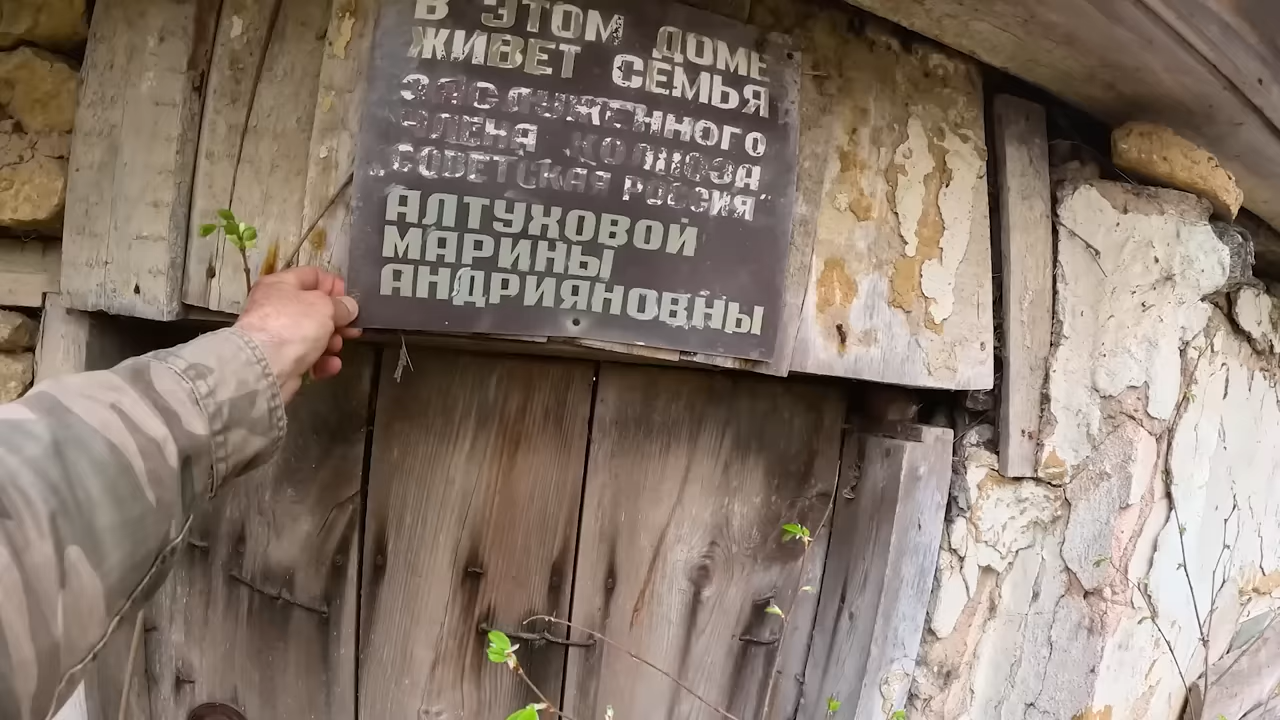 В ЭТОМ ДОМЕ
ЖИВЕТ СЕМЬЯ
ЗАСЛУЖЕННОГО
ЧЛЕНА КОЛХОЗА
„СОВЕТСКАЯ РОССИЯ"
АЛТУХОВОЙ
МАРИНЫ
АНДРИЯНОВНЫ